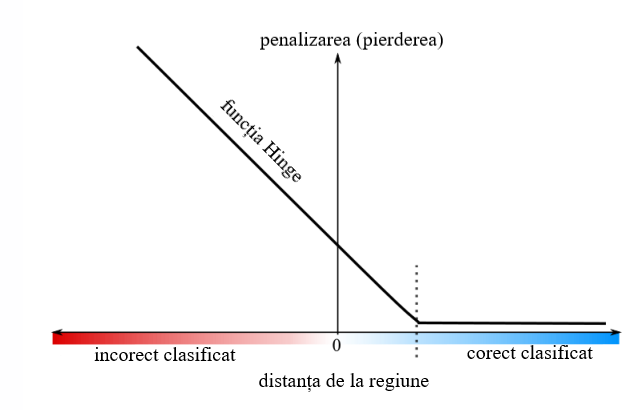 penalizarea (pierderea)
funcția Hinge
0
incorect clasificat
corect clasificat
distanța de la regiune